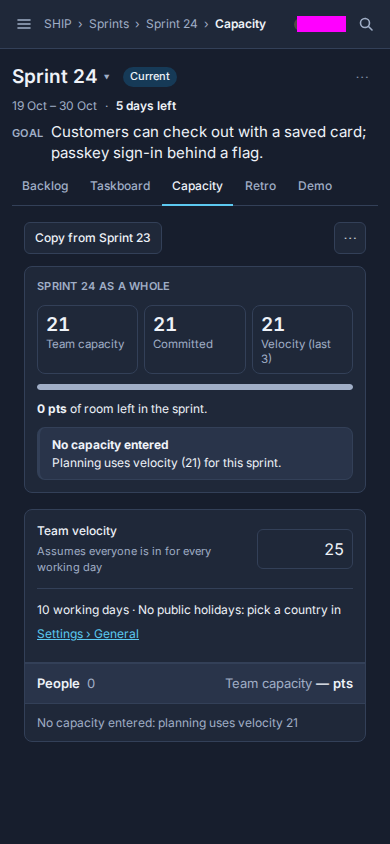 SHIP › Sprints › Sprint 24 › Capacity
Sprint 24 ▾ Current ...
19 Oct – 30 Oct · 5 days left
GOAL Customers can check out with a saved card;
passkey sign-in behind a flag.
Backlog Taskboard Capacity Retro Demo
Copy from Sprint 23 ...
SPRINT 24 AS A WHOLE
21 21 21
Team capacity Committed Velocity (last
3)
0 pts of room left in the sprint.
No capacity entered
Planning uses velocity (21) for this sprint.
Team velocity
25
Assumes everyone is in for every
working day
10 working days · No public holidays: pick a country in
Settings › General
People 0 Team capacity — pts
No capacity entered: planning uses velocity 21